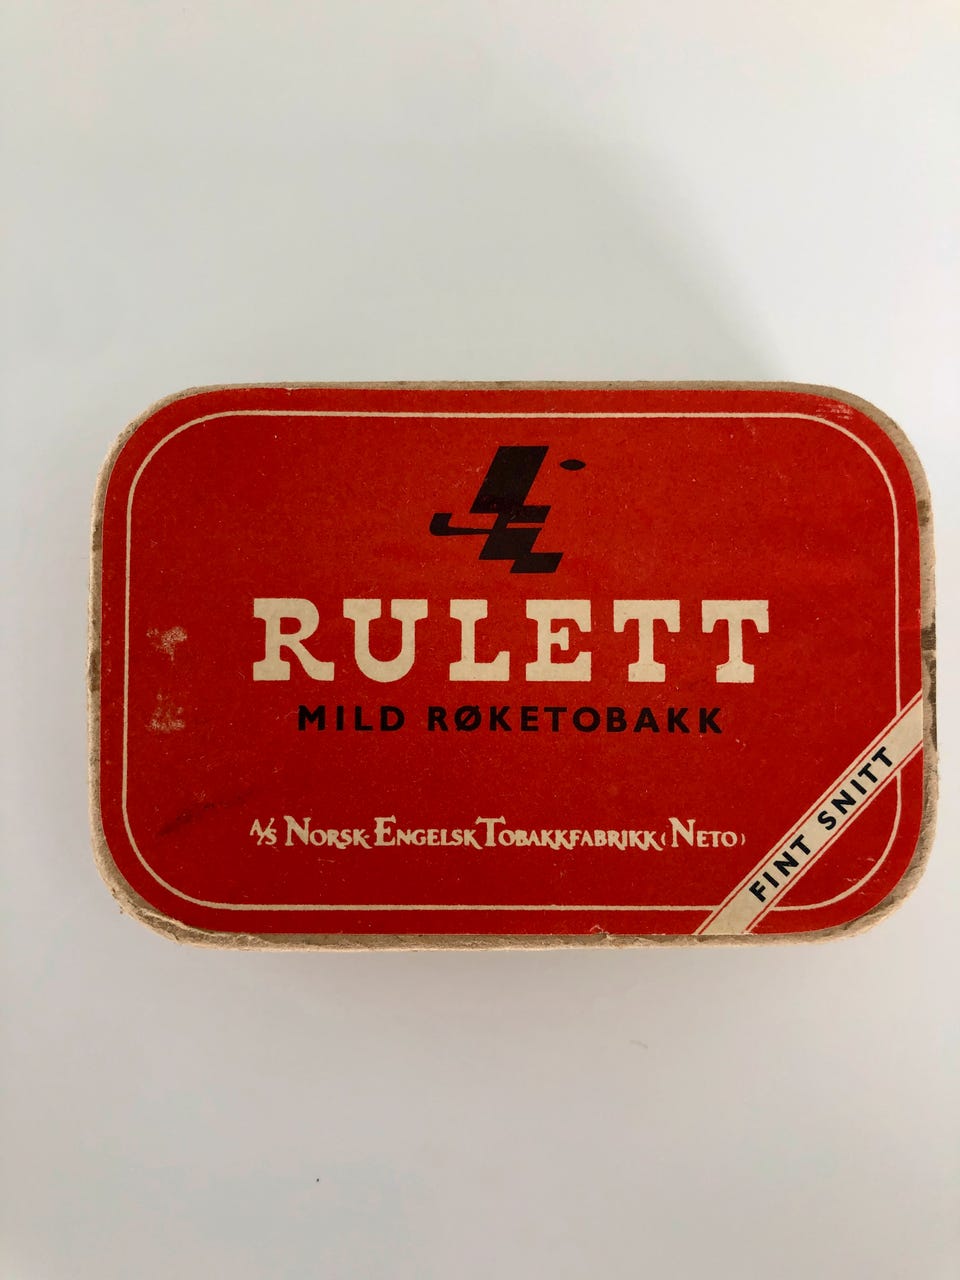 RULETT
MILD RØKETOBAKK
A/S NORSK-ENGELSK TOBAKKFABRIKK (NETO)
FINT SNITT